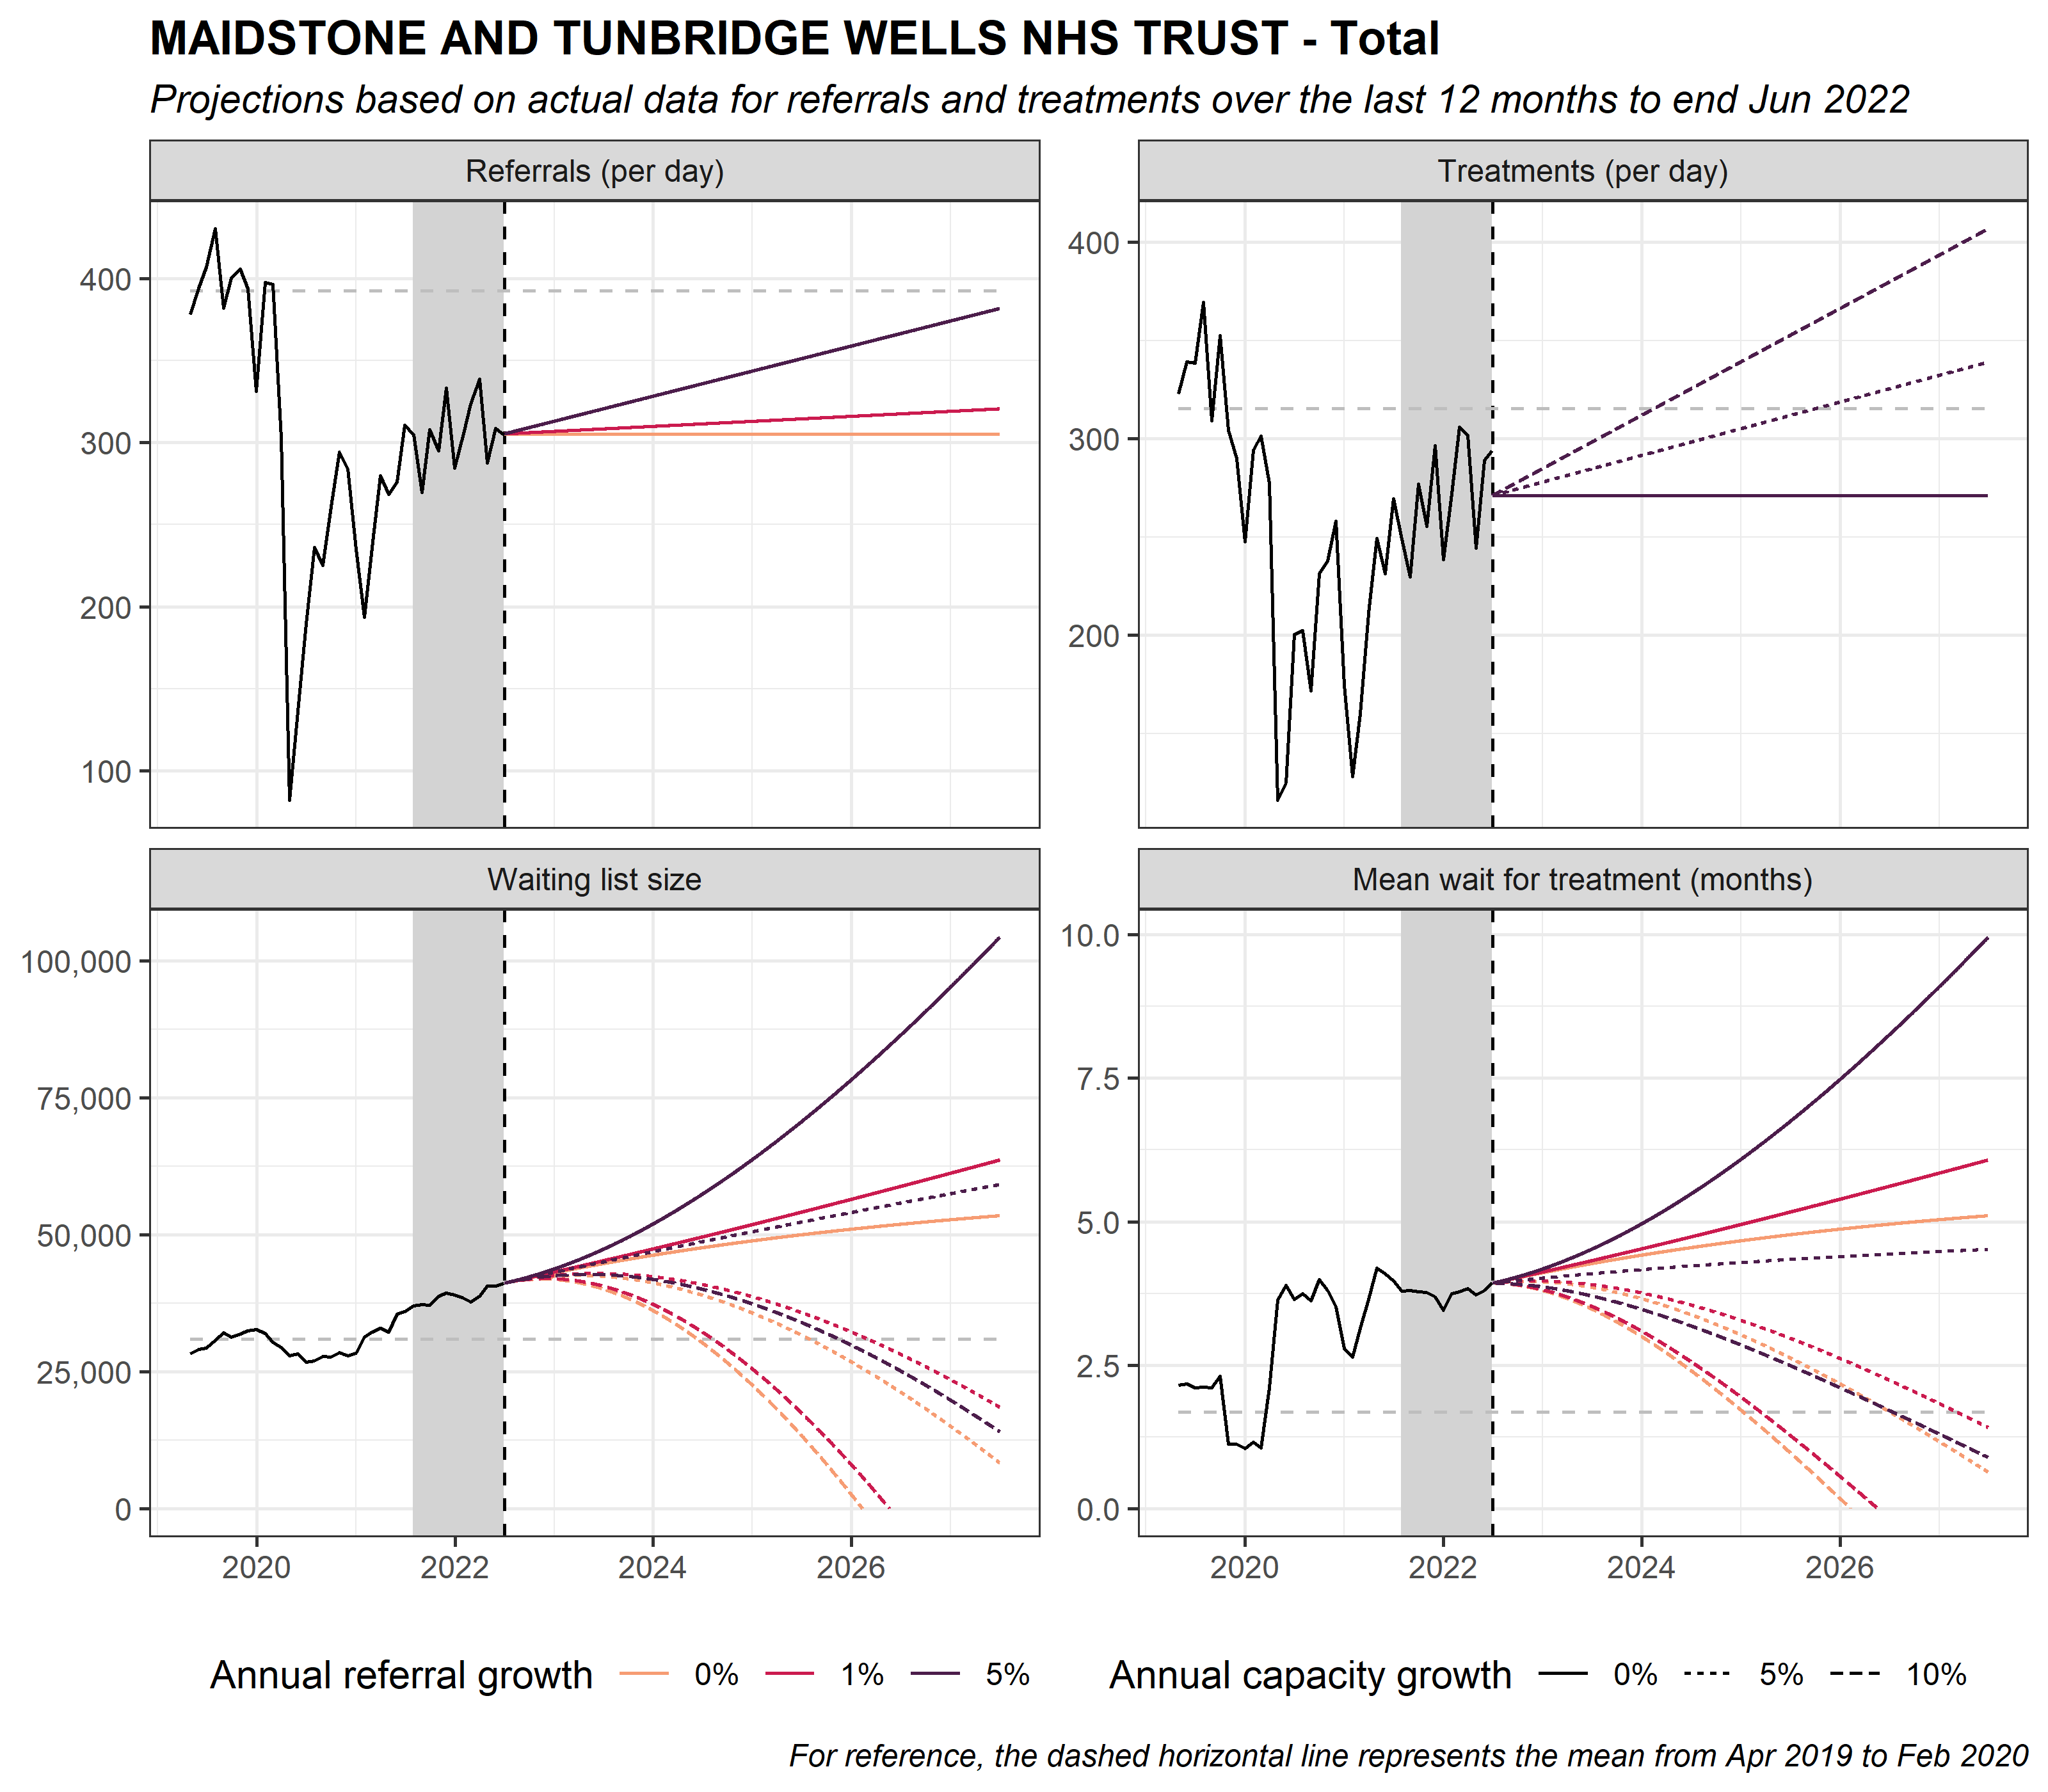 MAIDSTONE AND TUNBRIDGE WELLS NHS TRUST - Total
Projections based on actual data for referrals and treatments over the last 12 months to end Jun 2022
Referrals (per day)
400
300
200
100
Treatments (per day)
400
300
200
Waiting list size
100,000
75,000
50,000
25,000
0
2020 2022 2024 2026
Mean wait for treatment (months)
10.0
7.5
5.0
2.5
0.0
2020 2022 2024 2026
Annual referral growth 0% 1% 5%
Annual capacity growth 0% 5% 10%
For reference, the dashed horizontal line represents the mean from Apr 2019 to Feb 2020